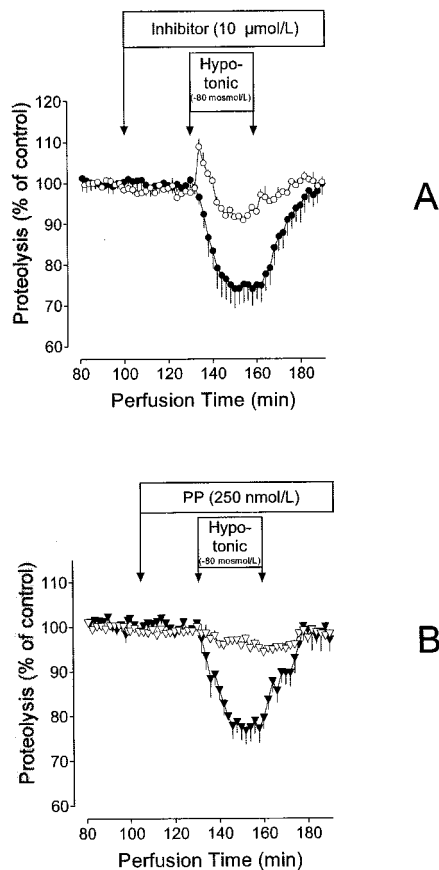 Inhibitor (10 µmol/L)
Hypo-
tonic
(-80 mosmol/L)
120
110
100
90
80
70
60
Proteolysis (% of control)
80 100 120 140 160 180
Perfusion Time (min)
A
PP (250 nmol/L)
Hypo-
tonic
(-80 mosmol/L)
110
100
90
80
70
60
Proteolysis (% of control)
80 100 120 140 160 180
Perfusion Time (min)
B